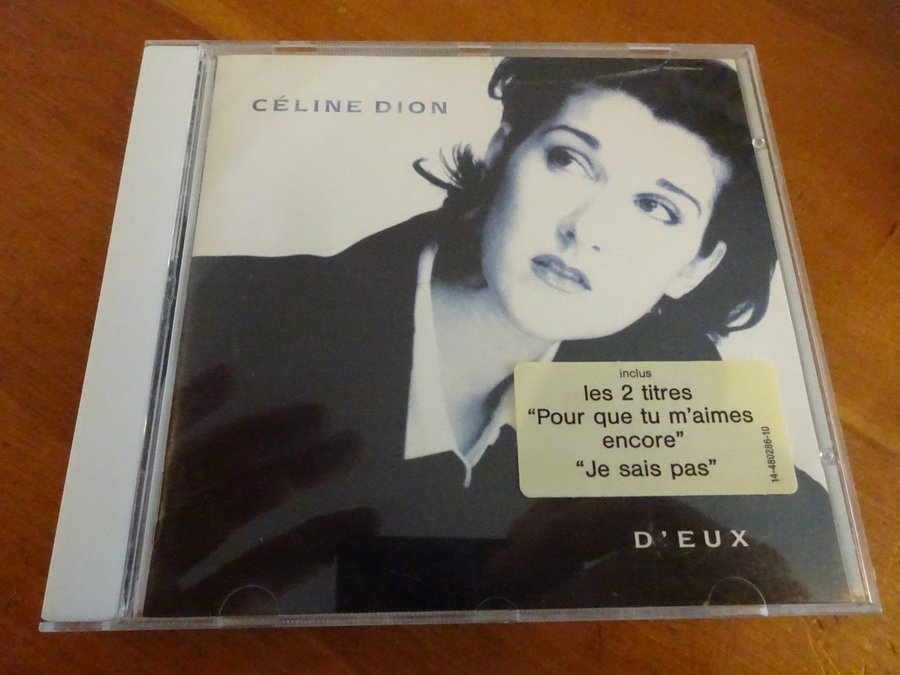 CÉLINE DION
inclus
les 2 titres
“Pour que tu m’aimes
encore”
“Je sais pas”
14-480286-10
D’EUX